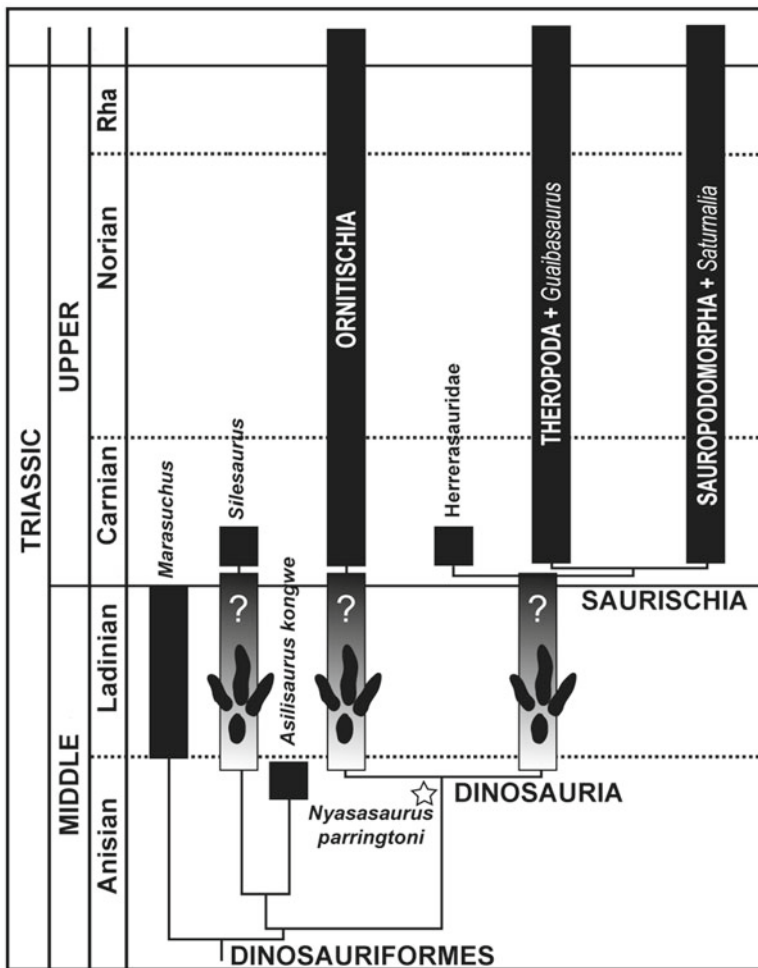 TRIASSIC
UPPER
MIDDLE
Rha
Norian
Carnian
Ladinian
Anisian
Marasuchus
Silesaurus
Asilisaurus kongwe
ORNITISCHIA
Herrerasauridae
THEROPODA + Guaibasaurus
SAUROPODOMORPHA + Saturnalia
SAURISCHIA
?
?
?
DINOSAURIA
Nyasasaurus
parringtoni
DINOSAURIFORMES